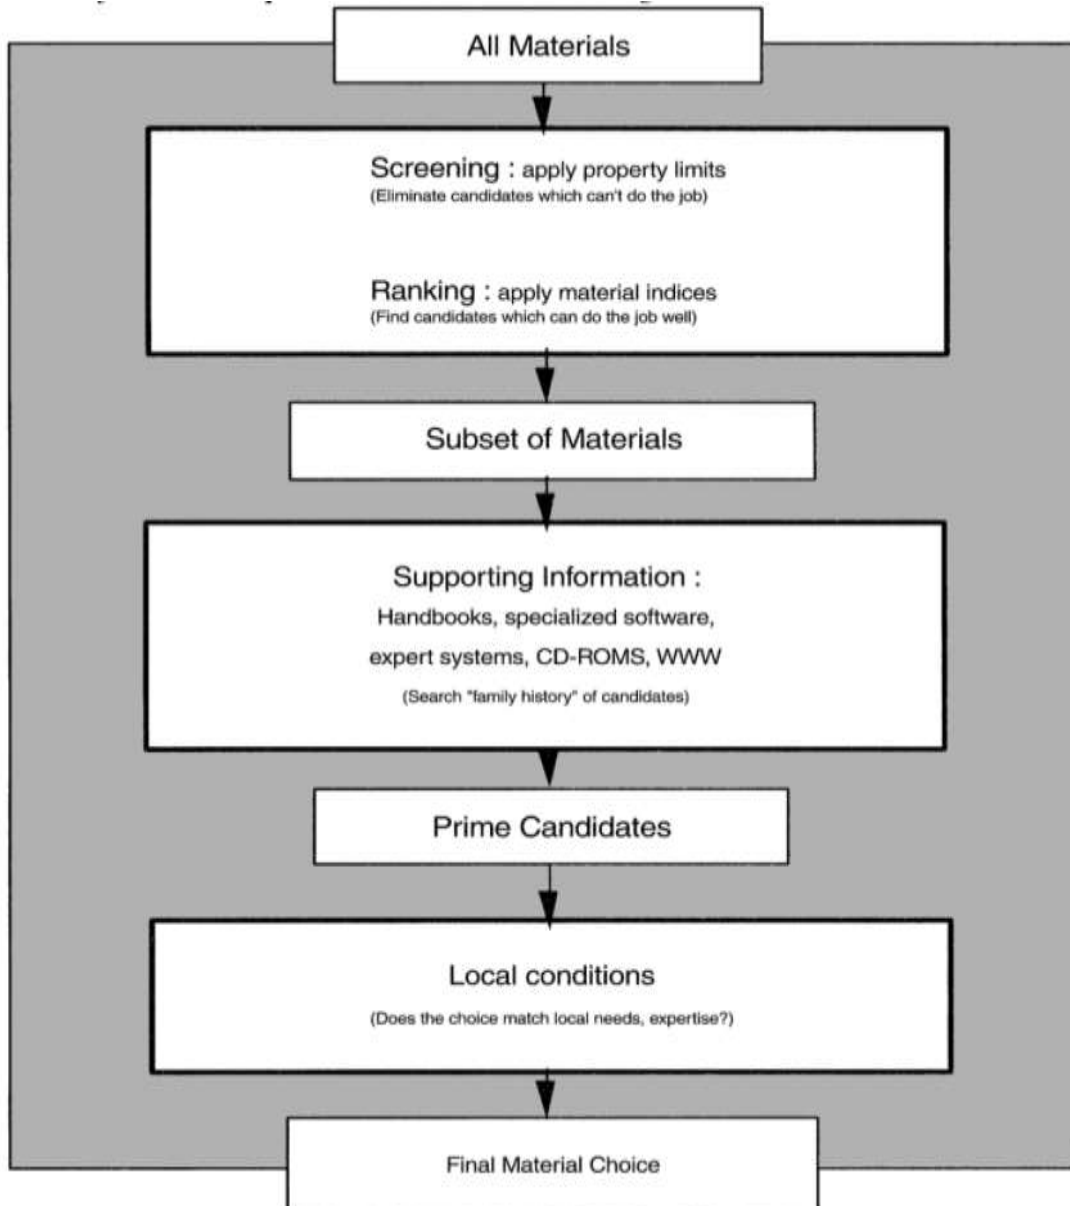 All Materials
Screening : apply property limits
(Eliminate candidates which can't do the job)
Ranking : apply material indices
(Find candidates which can do the job well)
Subset of Materials
Supporting Information :
Handbooks, specialized software,
expert systems, CD-ROMS, WWW
(Search "family history" of candidates)
Prime Candidates
Local conditions
(Does the choice match local needs, expertise?)
Final Material Choice